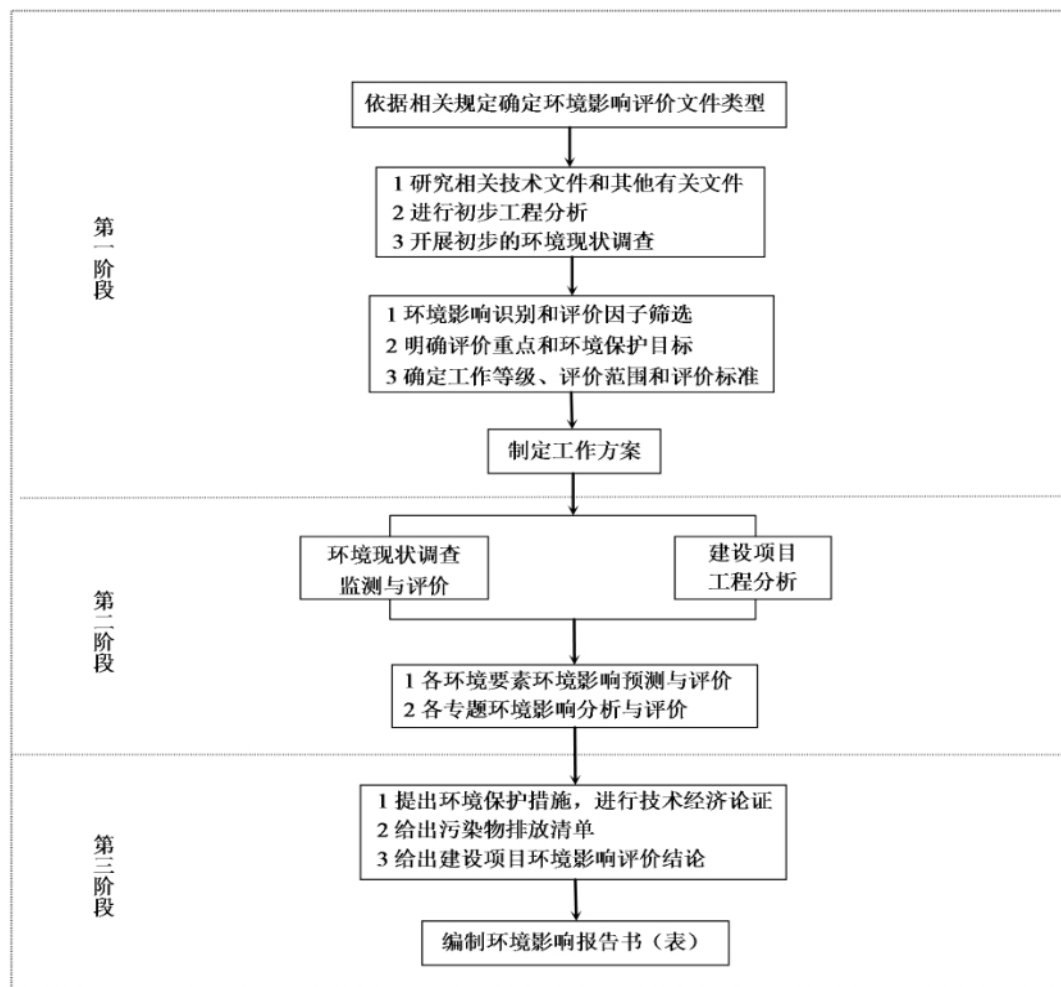 依据相关规定确定环境影响评价文件类型
1 研究相关技术文件和其他有关文件
2 进行初步工程分析
3 开展初步的环境现状调查
第一阶段
1 环境影响识别和评价因子筛选
2 明确评价重点和环境保护目标
3 确定工作等级、评价范围和评价标准
制定工作方案
环境现状调查
监测与评价
建设项目
工程分析
第二阶段
1 各环境要素环境影响预测与评价
2 各专题环境影响分析与评价
1 提出环境保护措施，进行技术经济论证
2 给出污染物排放清单
3 给出建设项目环境影响评价结论
第三阶段
编制环境影响报告书（表）